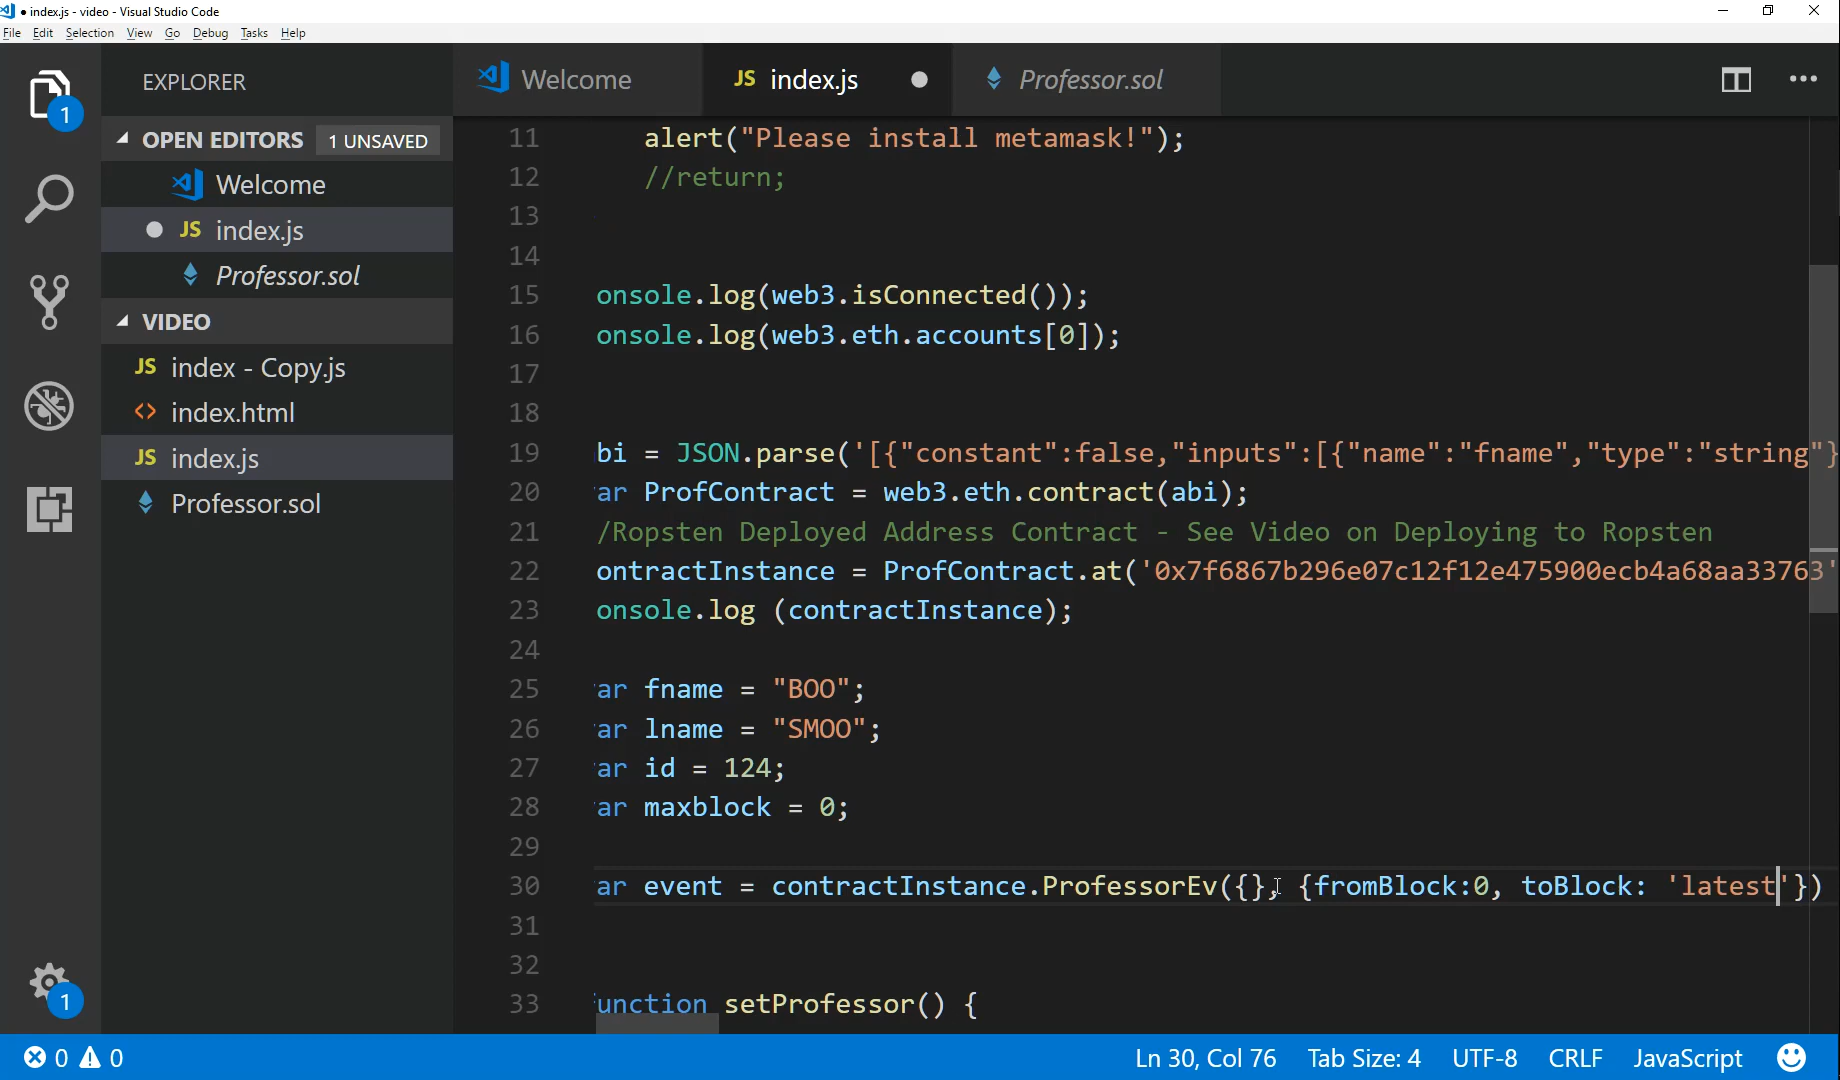 ● index.js - video - Visual Studio Code
File Edit Selection View Go Debug Tasks Help
EXPLORER
Welcome
JS index.js
Professor.sol
1
OPEN EDITORS 1 UNSAVED
Welcome
JS index.js
Professor.sol
VIDEO
JS index - Copy.js
<> index.html
JS index.js
Professor.sol
1
11 alert("Please install metamask!");
12 //return;
13
14
15 onsole.log(web3.isConnected());
16 onsole.log(web3.eth.accounts[0]);
17
18
19 bi = JSON.parse('[{"constant":false,"inputs":[{"name":"fname","type":"string"}
20 ar ProfContract = web3.eth.contract(abi);
21 /Ropsten Deployed Address Contract - See Video on Deploying to Ropsten
22 ontractInstance = ProfContract.at('0x7f6867b296e07c12f12e475900ecb4a68aa33763'
23 onsole.log (contractInstance);
24
25 ar fname = "BOO";
26 ar lname = "SMOO";
27 ar id = 124;
28 ar maxblock = 0;
29
30 ar event = contractInstance.ProfessorEv({}, {fromBlock:0, toBlock: 'latest'})
31
32
33 unction setProfessor() {
0 0
Ln 30, Col 76 Tab Size: 4 UTF-8 CRLF JavaScript